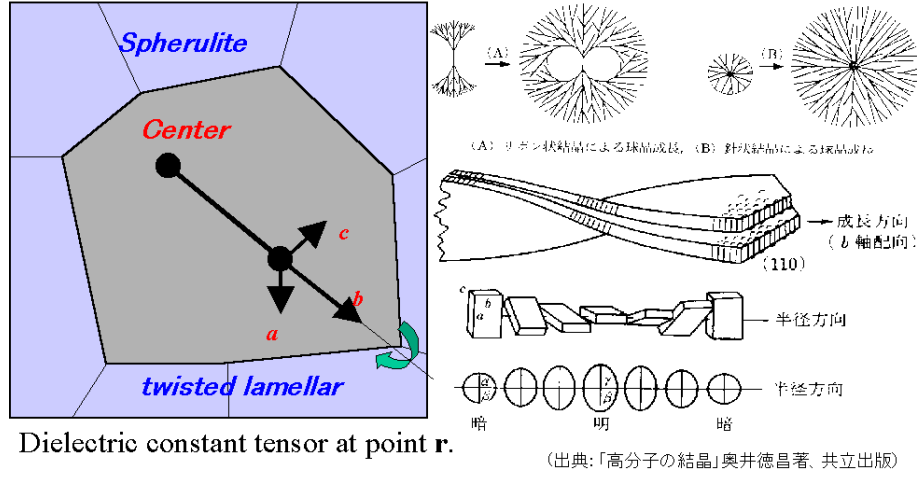 Spherulite
Center
c
b
a
twisted lamellar
Dielectric constant tensor at point r.
(A)
(B)
(A) リボン状結晶による球晶成長, (B) 針状結晶による球晶成長
成長方向
(b 軸配向)
(110)
c
b
a
半径方向
α
β
γ
β
半径方向
暗
明
暗
(出典:「高分子の結晶」奥井徳昌著、共立出版)